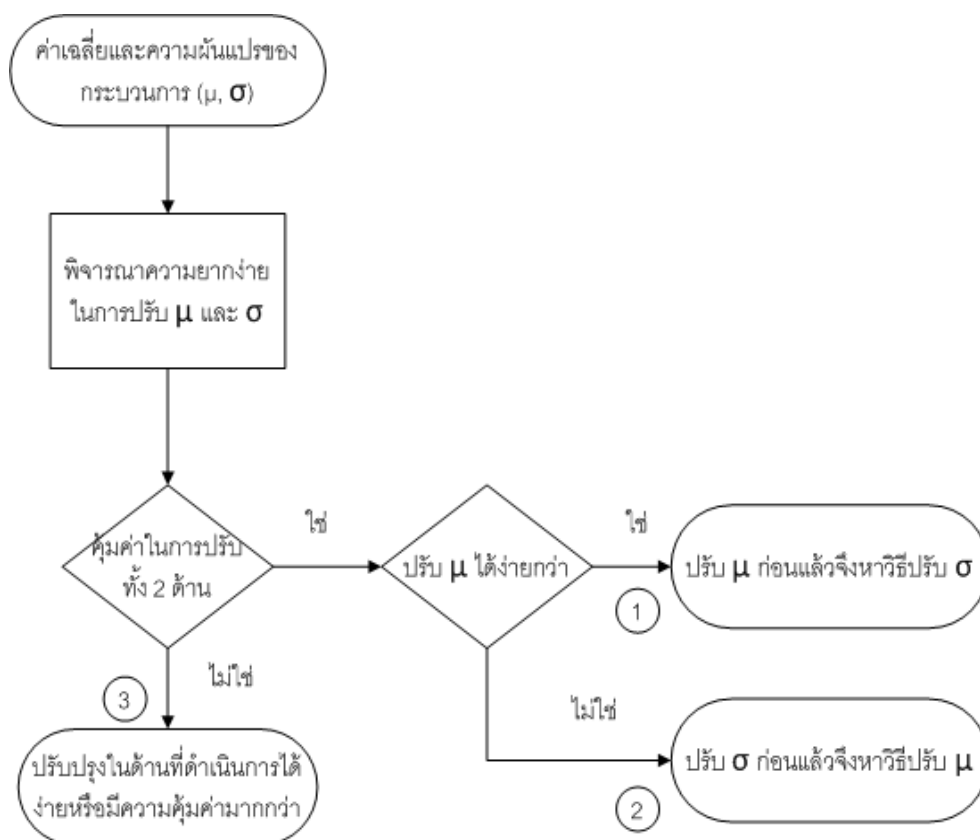 ค่าเฉลี่ยและความผันแปรของ
กระบวนการ (μ, σ)
พิจารณาความยากง่าย
ในการปรับ μ และ σ
คุ้มค่าในการปรับ
ทั้ง 2 ด้าน
ใช่
ปรับ μ ได้ง่ายกว่า
ใช่
1
ปรับ μ ก่อนแล้วจึงหาวิธีปรับ σ
ไม่ใช่
3
ปรับปรุงในด้านที่ดำเนินการได้
ง่ายหรือมีความคุ้มค่ามากกว่า
ไม่ใช่
2
ปรับ σ ก่อนแล้วจึงหาวิธีปรับ μ